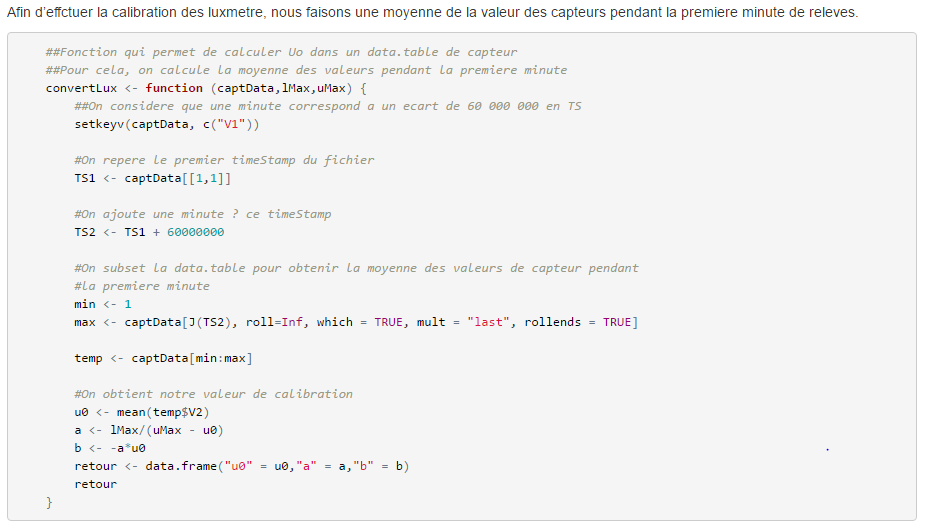 Afin d'effctuer la calibration des luxmetre, nous faisons une moyenne de la valeur des capteurs pendant la premiere minute de releves.
##Fonction qui permet de calculer Uo dans un data.table de capteur
##Pour cela, on calcule la moyenne des valeurs pendant la premiere minute
convertLux <- function (captData,lMax,uMax) {
##On considere que une minute correspond a un ecart de 60 000 000 en TS
setkeyv(captData, c("V1"))
#On repere le premier timeStamp du fichier
TS1 <- captData[[1,1]]
#On ajoute une minute ? ce timeStamp
TS2 <- TS1 + 60000000
#On subset la data.table pour obtenir la moyenne des valeurs de capteur pendant
#la premiere minute
min <- 1
max <- captData[J(TS2), roll=Inf, which = TRUE, mult = "last", rollends = TRUE]
temp <- captData[min:max]
#On obtient notre valeur de calibration
u0 <- mean(temp$V2)
a <- lMax/(uMax - u0)
b <- -a*u0
retour <- data.frame("u0" = u0,"a" = a,"b" = b)
retour
}